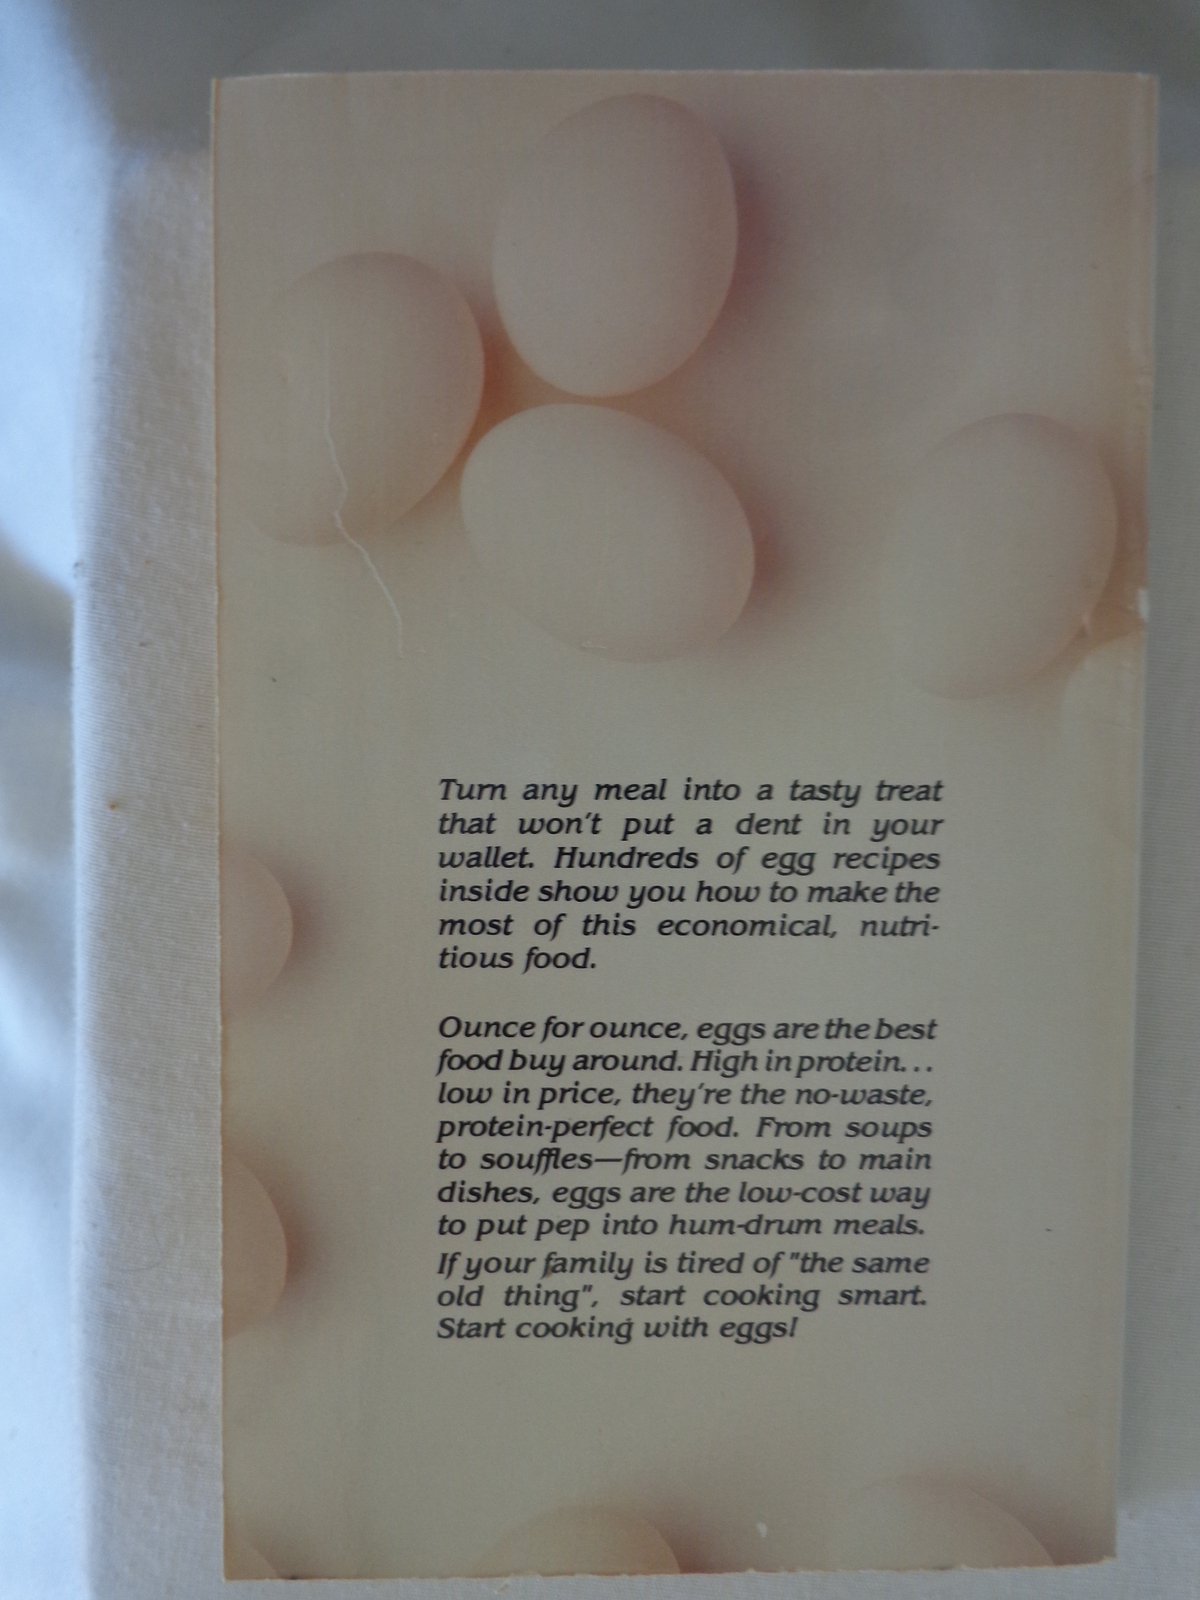 Turn any meal into a tasty treat
that won't put a dent in your
wallet. Hundreds of egg recipes
inside show you how to make the
most of this economical, nutri-
tious food.
Ounce for ounce, eggs are the best
food buy around. High in protein...
low in price, they're the no-waste,
protein-perfect food. From soups
to souffles—from snacks to main
dishes, eggs are the low-cost way
to put pep into hum-drum meals.
If your family is tired of "the same
old thing", start cooking smart.
Start cooking with eggs!